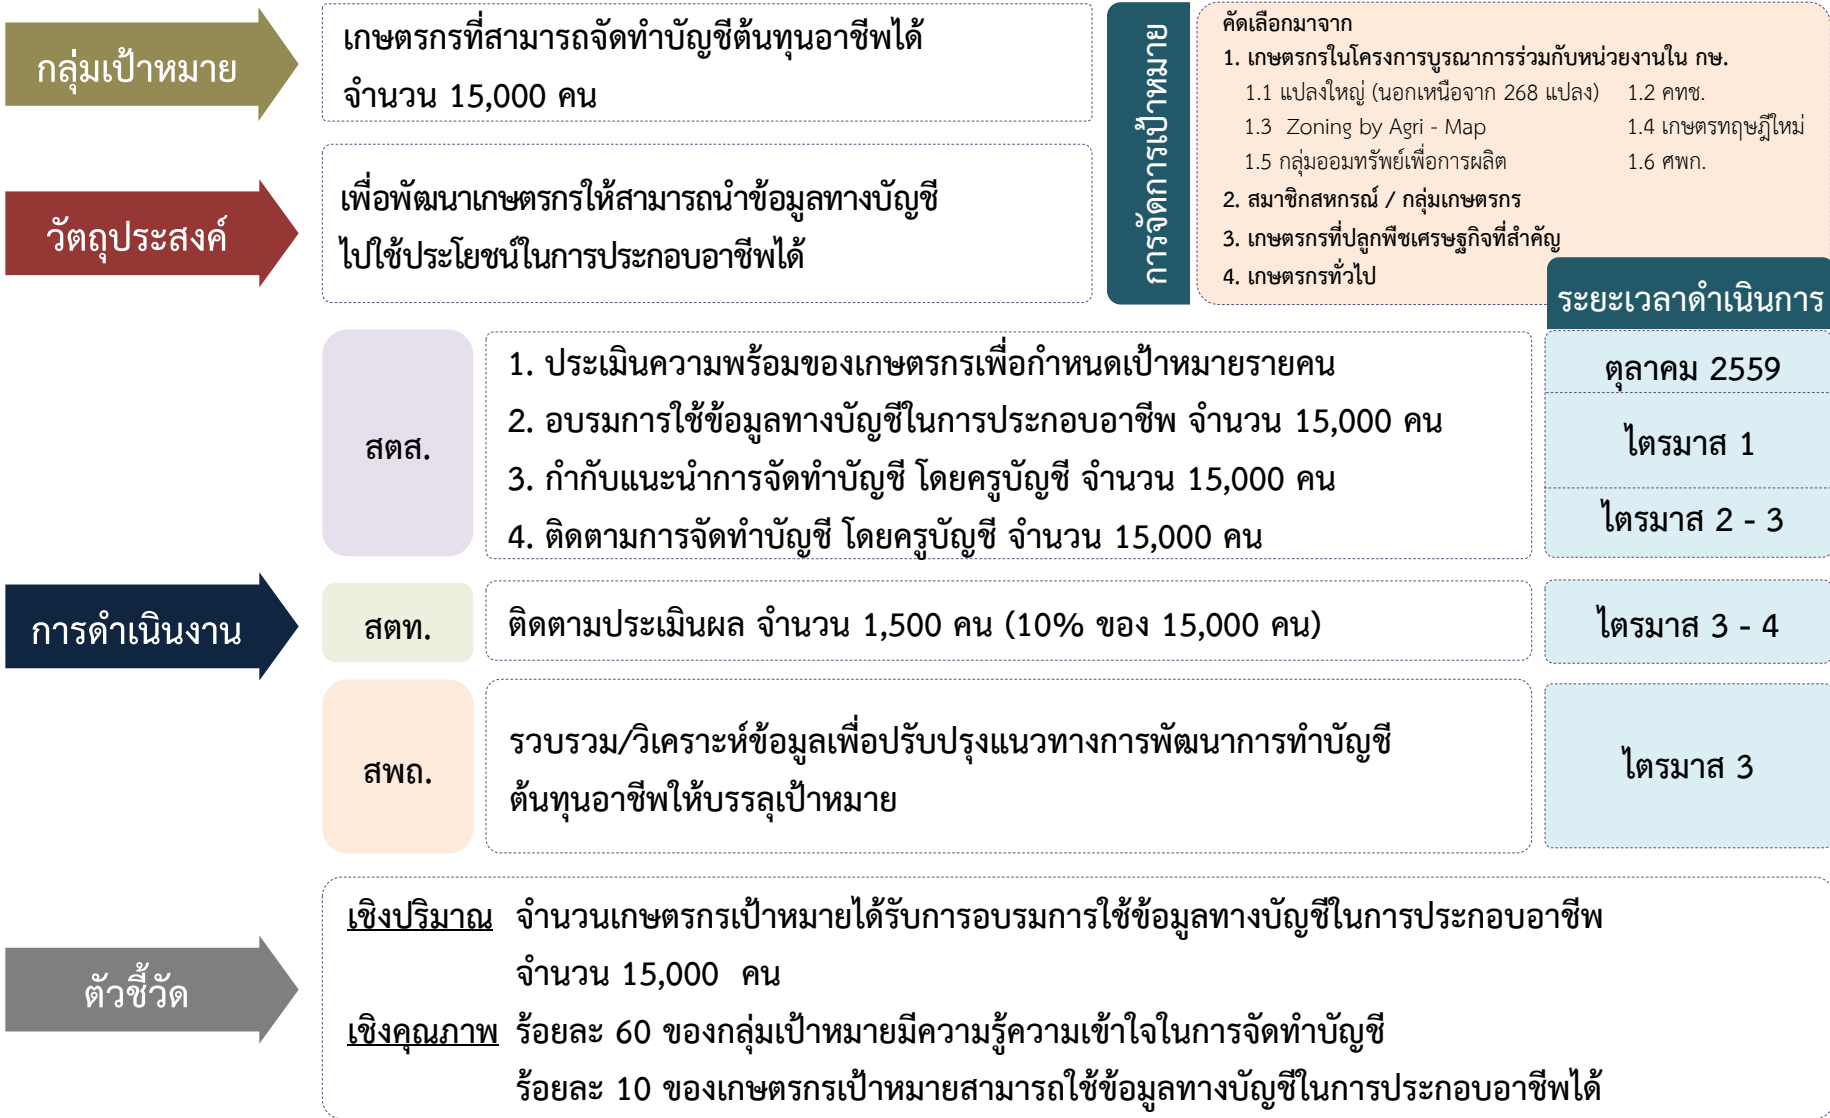 กลุ่มเป้าหมาย
เกษตรกรที่สามารถจัดทำบัญชีต้นทุนอาชีพได้
จำนวน 15,000 คน
การจัดการเป้าหมาย
คัดเลือกมาจาก
1. เกษตรกรในโครงการบูรณาการร่วมกับหน่วยงานใน กษ.
1.1 แปลงใหญ่ (นอกเหนือจาก 268 แปลง) 1.2 คทช.
1.3 Zoning by Agri - Map 1.4 เกษตรทฤษฎีใหม่
1.5 กลุ่มออมทรัพย์เพื่อการผลิต 1.6 ศพก.
2. สมาชิกสหกรณ์ / กลุ่มเกษตรกร
3. เกษตรกรที่ปลูกพืชเศรษฐกิจที่สำคัญ
4. เกษตรกรทั่วไป
วัตถุประสงค์
เพื่อพัฒนาเกษตรกรให้สามารถนำข้อมูลทางบัญชี
ไปใช้ประโยชน์ในการประกอบอาชีพได้
ระยะเวลาดำเนินการ
การดำเนินงาน
สตส.
1. ประเมินความพร้อมของเกษตรกรเพื่อกำหนดเป้าหมายรายคน
2. อบรมการใช้ข้อมูลทางบัญชีในการประกอบอาชีพ จำนวน 15,000 คน
3. กำกับแนะนำการจัดทำบัญชี โดยครูบัญชี จำนวน 15,000 คน
4. ติดตามการจัดทำบัญชี โดยครูบัญชี จำนวน 15,000 คน
ตุลาคม 2559
ไตรมาส 1
ไตรมาส 2 - 3
สตท.
ติดตามประเมินผล จำนวน 1,500 คน (10% ของ 15,000 คน)
ไตรมาส 3 - 4
สพถ.
รวบรวม/วิเคราะห์ข้อมูลเพื่อปรับปรุงแนวทางการพัฒนาการทำบัญชี
ต้นทุนอาชีพให้บรรลุเป้าหมาย
ไตรมาส 3
ตัวชี้วัด
เชิงปริมาณ จำนวนเกษตรกรเป้าหมายได้รับการอบรมการใช้ข้อมูลทางบัญชีในการประกอบอาชีพ
จำนวน 15,000 คน
เชิงคุณภาพ ร้อยละ 60 ของกลุ่มเป้าหมายมีความรู้ความเข้าใจในการจัดทำบัญชี
ร้อยละ 10 ของเกษตรกรเป้าหมายสามารถใช้ข้อมูลทางบัญชีในการประกอบอาชีพได้